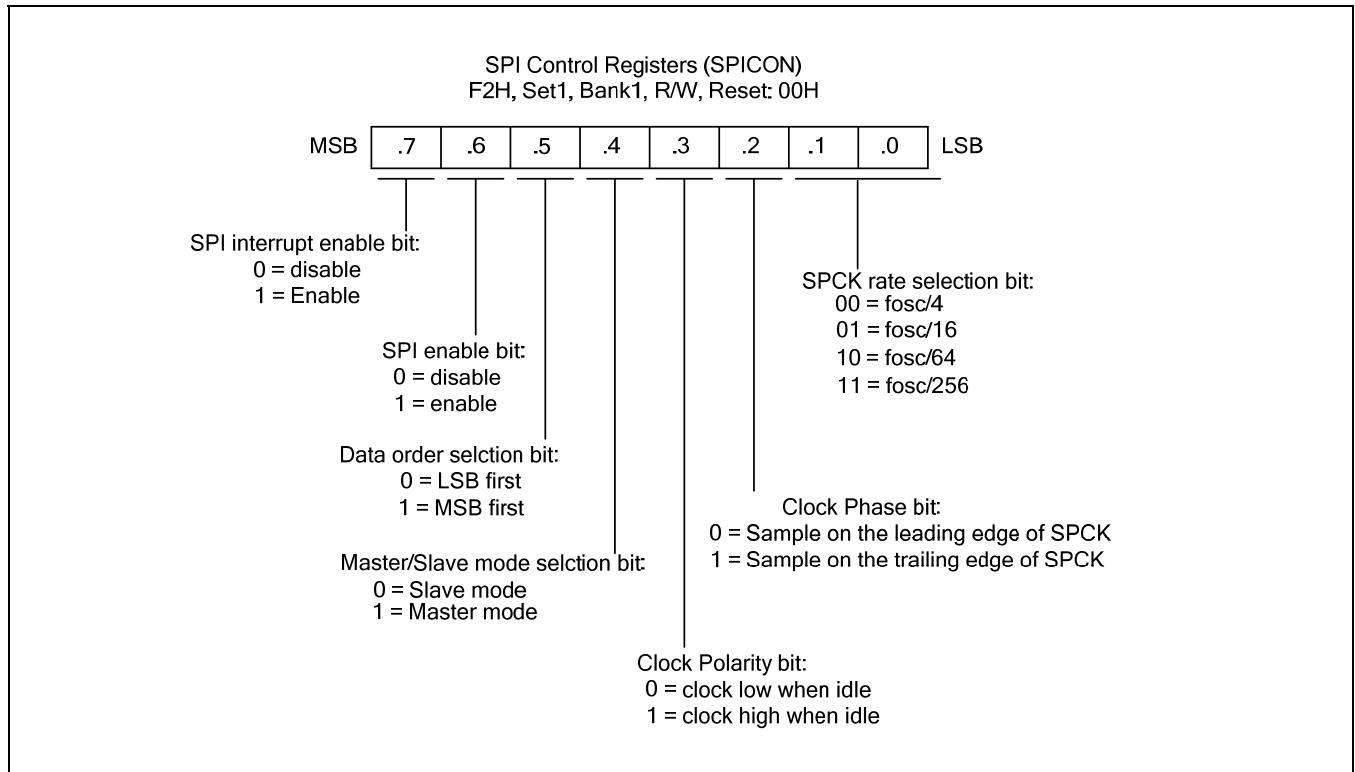 SPI Control Registers (SPICON)
F2H, Set1, Bank1, R/W, Reset: 00H
MSB .7 .6 .5 .4 .3 .2 .1 .0 LSB
SPI interrupt enable bit:
0 = disable
1 = Enable
SPI enable bit:
0 = disable
1 = enable
Data order selction bit:
0 = LSB first
1 = MSB first
Master/Slave mode selction bit:
0 = Slave mode
1 = Master mode
Clock Polarity bit:
0 = clock low when idle
1 = clock high when idle
Clock Phase bit:
0 = Sample on the leading edge of SPCK
1 = Sample on the trailing edge of SPCK
SPCK rate selection bit:
00 = fosc/4
01 = fosc/16
10 = fosc/64
11 = fosc/256